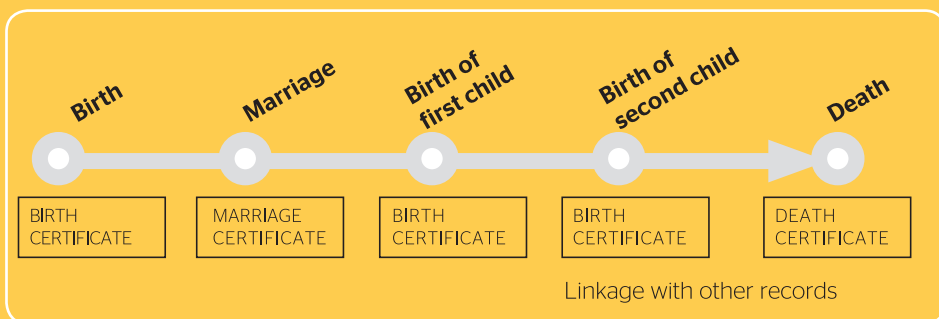 Birth
Marriage
Birth of
first child
Birth of
second child
Death
BIRTH
CERTIFICATE
MARRIAGE
CERTIFICATE
BIRTH
CERTIFICATE
BIRTH
CERTIFICATE
DEATH
CERTIFICATE
Linkage with other records